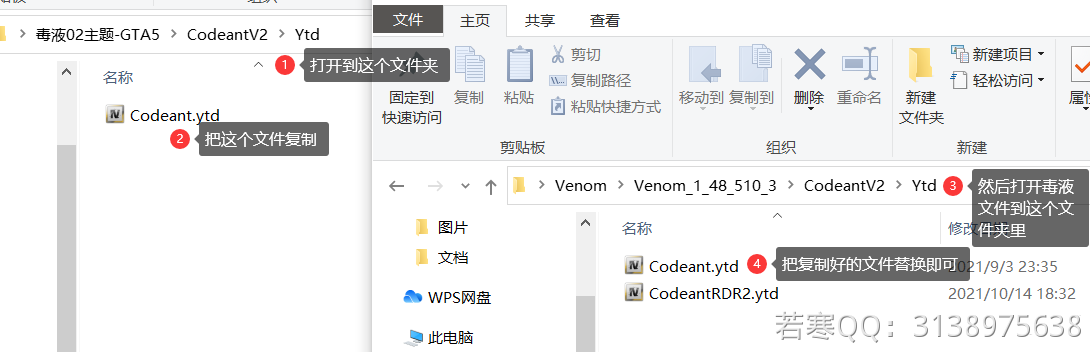 毒液02主题-GTA5 > CodeantV2 > Ytd
1 打开到这个文件夹
名称
Codeant.ytd
2 把这个文件复制
文件 主页 共享 查看
固定到
快速访问
复制
粘贴
剪切
复制路径
粘贴快捷方式
剪贴板
移动到 复制到
删除 重命名
组织
新建
文件夹
新建项目
轻松访问
新建
Venom > Venom_1_48_510_3 > CodeantV2 > Ytd
3 然后打开毒液
文件到这个文
件夹里
图片
文档
WPS网盘
此电脑
名称
Codeant.ytd
4 把复制好的文件替换即可
2021/9/3 23:35
CodeantRDR2.ytd 2021/10/14 18:32
若寒QQ：3138975638